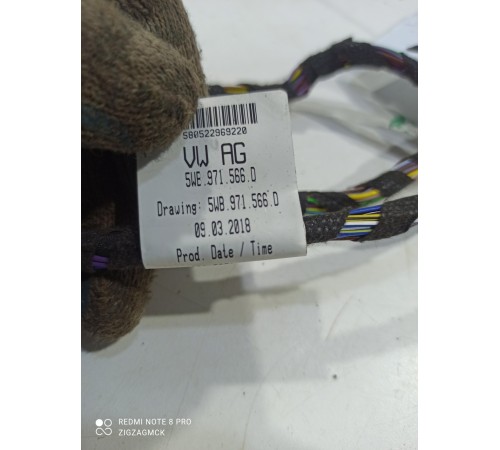 580522969220
VW AG
5WE.971.566.D
Drawing: 5WB.971.566.D
09.03.2018
Prod. Date / Time
REDMI NOTE 8 PRO
ZIGZAGMCK